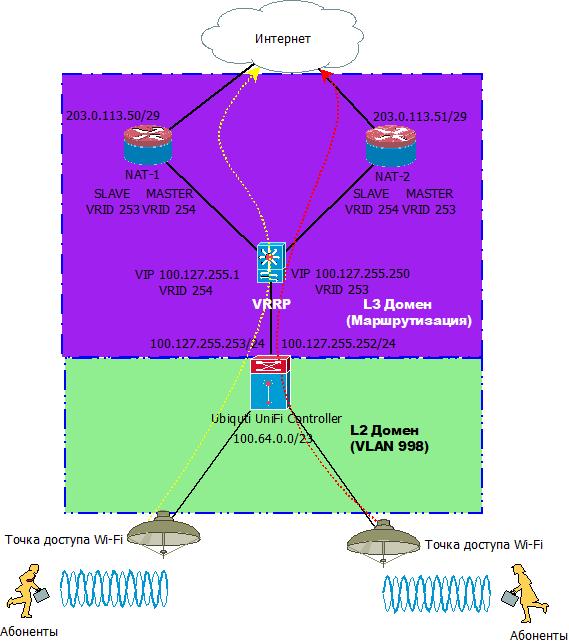 Интернет
203.0.113.50/29
203.0.113.51/29
NAT-1
NAT-2
SLAVE MASTER
VRID 253 VRID 254
SLAVE MASTER
VRID 254 VRID 253
VIP 100.127.255.1
VRID 254
VIP 100.127.255.250
VRID 253
VRRP
L3 Домен
(Маршрутизация)
100.127.255.253/24
100.127.255.252/24
Ubiquti UniFi Controller
100.64.0.0/23
L2 Домен
(VLAN 998)
Точка доступа Wi-Fi
Точка доступа Wi-Fi
Абоненты
Абоненты